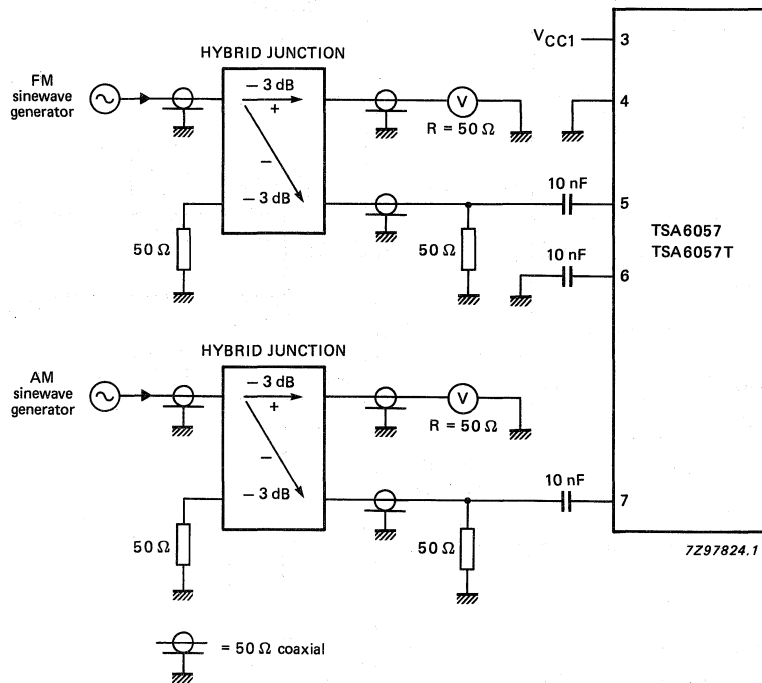 V_CC1
3
HYBRID JUNCTION
FM
sinewave
generator
− 3 dB
+
−
− 3 dB
V
R = 50 Ω
4
50 Ω
50 Ω
10 nF
5
TSA6057
TSA6057T
10 nF
6
HYBRID JUNCTION
AM
sinewave
generator
− 3 dB
+
−
− 3 dB
V
R = 50 Ω
50 Ω
50 Ω
10 nF
7
7Z97824.1
= 50 Ω coaxial